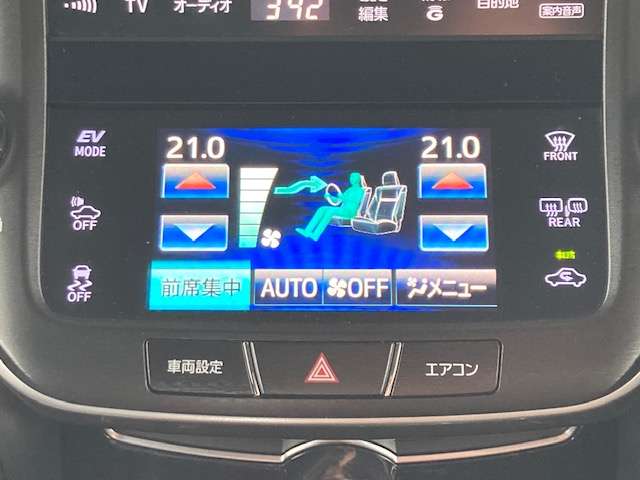 TV オーディオ 392 編集 G 目的地 案内音声
EV MODE
21.0 21.0
FRONT
OFF
REAR
OFF
前席集中 AUTO OFF メニュー
車両設定 エアコン